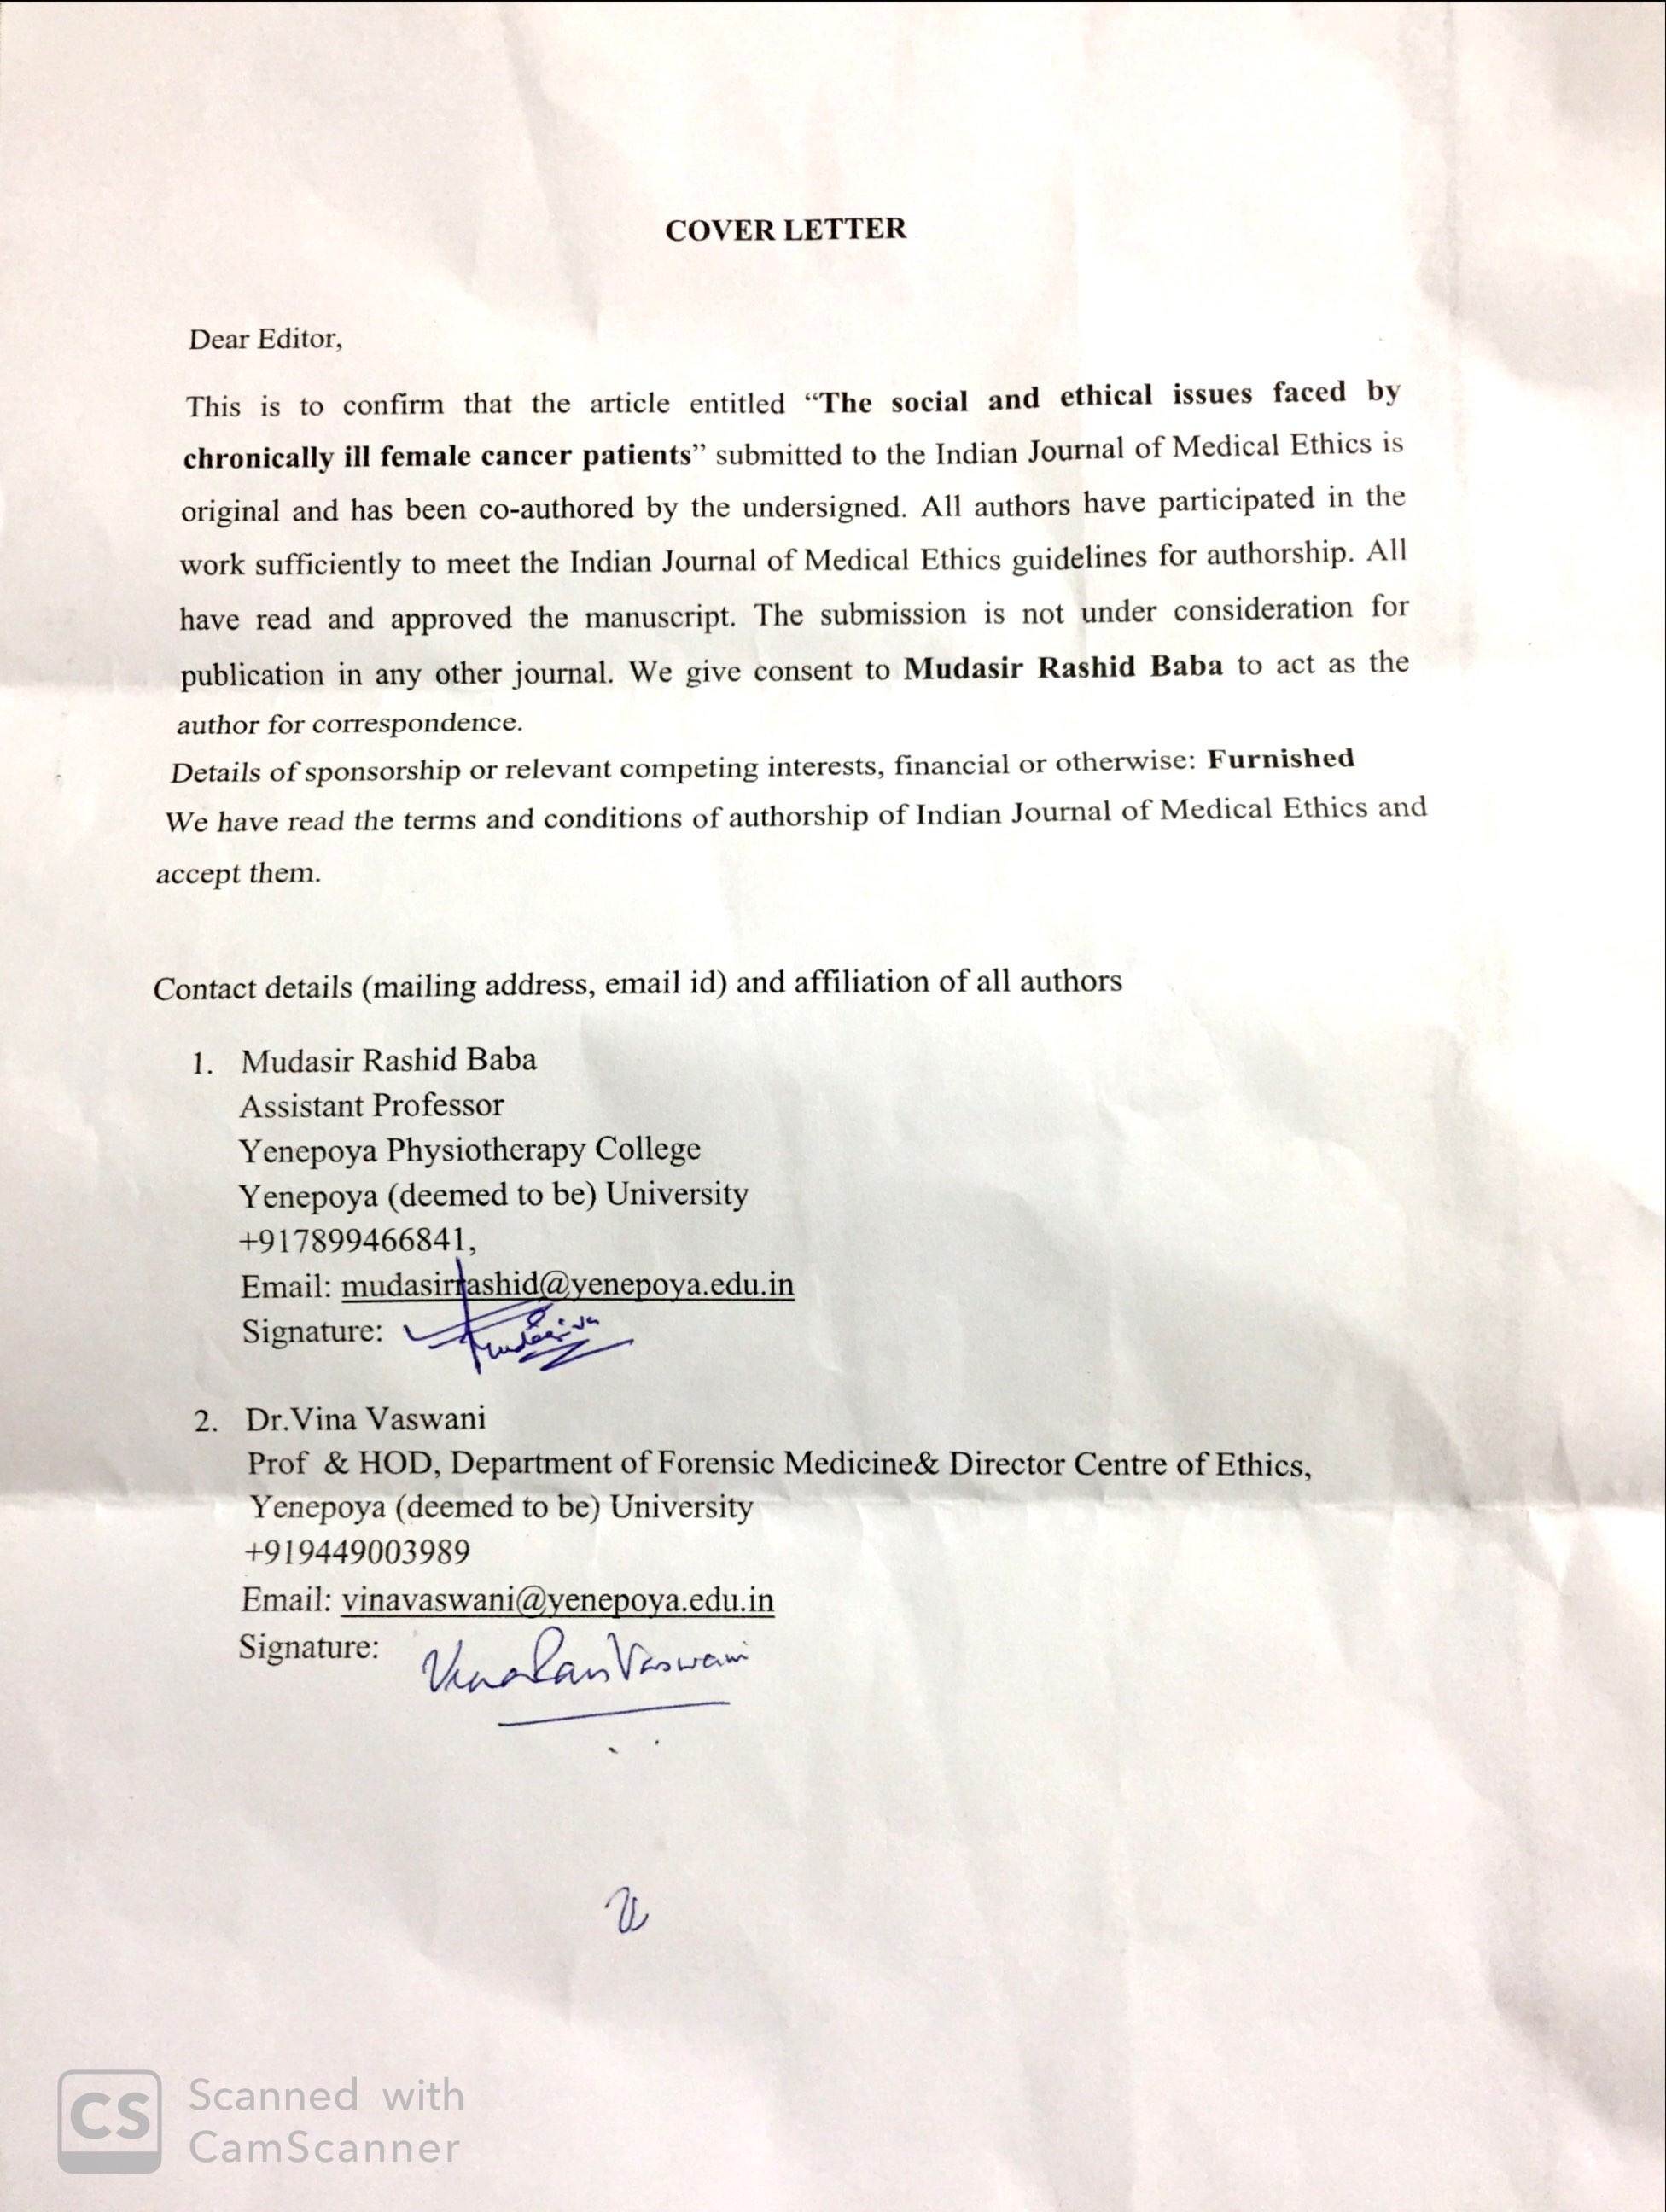 COVER LETTER
Dear Editor,
This is to confirm that the article entitled “The social and ethical issues faced by
chronically ill female cancer patients” submitted to the Indian Journal of Medical Ethics is
original and has been co-authored by the undersigned. All authors have participated in the
work sufficiently to meet the Indian Journal of Medical Ethics guidelines for authorship. All
have read and approved the manuscript. The submission is not under consideration for
publication in any other journal. We give consent to Mudasir Rashid Baba to act as the
author for correspondence.
Details of sponsorship or relevant competing interests, financial or otherwise: Furnished
We have read the terms and conditions of authorship of Indian Journal of Medical Ethics and
accept them.
Contact details (mailing address, email id) and affiliation of all authors
1. Mudasir Rashid Baba
Assistant Professor
Yenepoya Physiotherapy College
Yenepoya (deemed to be) University
+917899466841,
Email: mudasirrashid@yenepoya.edu.in
Signature:
2. Dr.Vina Vaswani
Prof & HOD, Department of Forensic Medicine& Director Centre of Ethics,
Yenepoya (deemed to be) University
+919449003989
Email: vinavaswani@yenepoya.edu.in
Signature: Vaswani
CS Scanned with
CamScanner